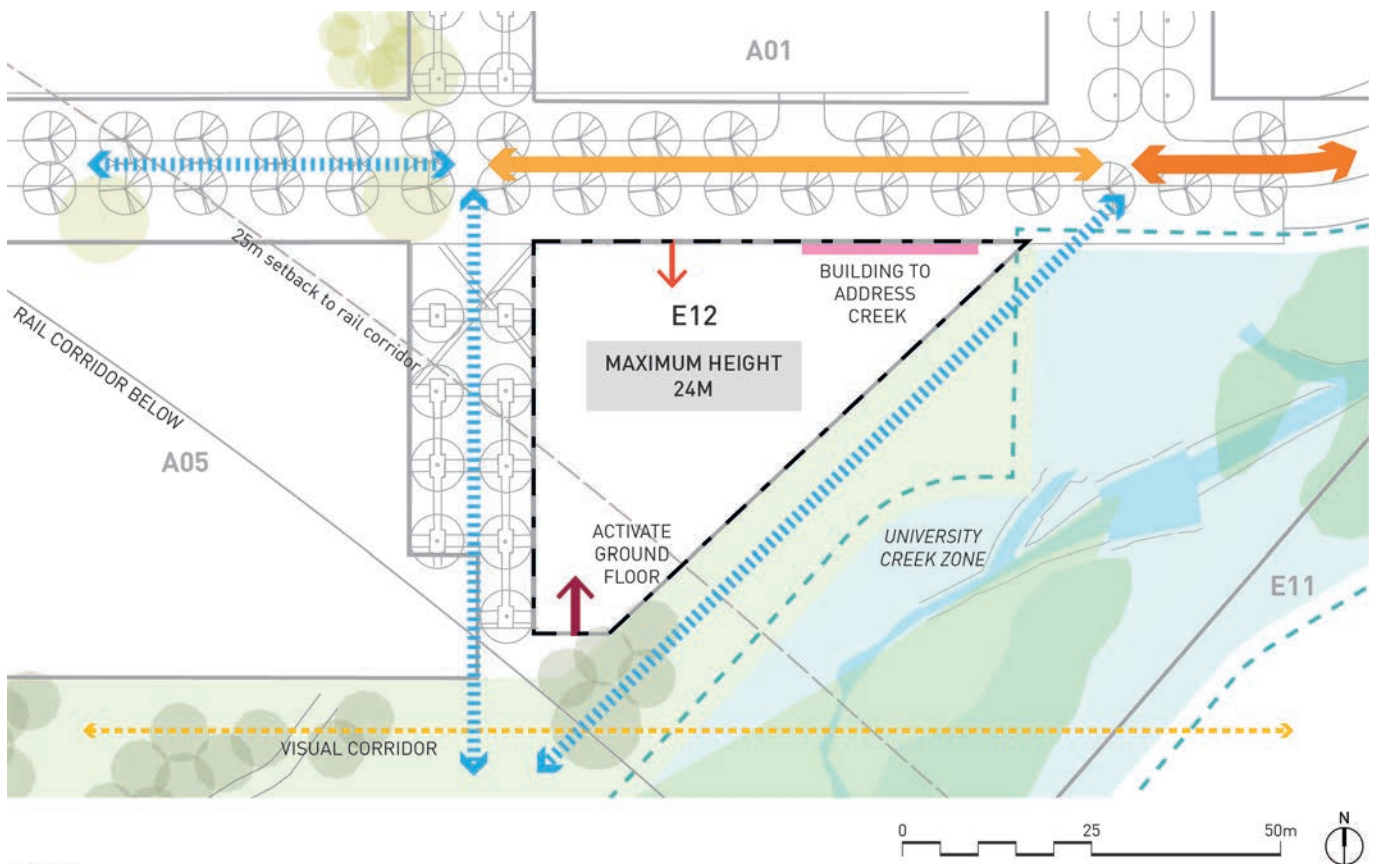 A01
25m setback to rail corridor
BUILDING TO
ADDRESS
CREEK
E12
RAIL CORRIDOR BELOW
MAXIMUM HEIGHT
24M
A05
ACTIVATE
GROUND
FLOOR
UNIVERSITY
CREEK ZONE
E11
VISUAL CORRIDOR
0 25 50m
N